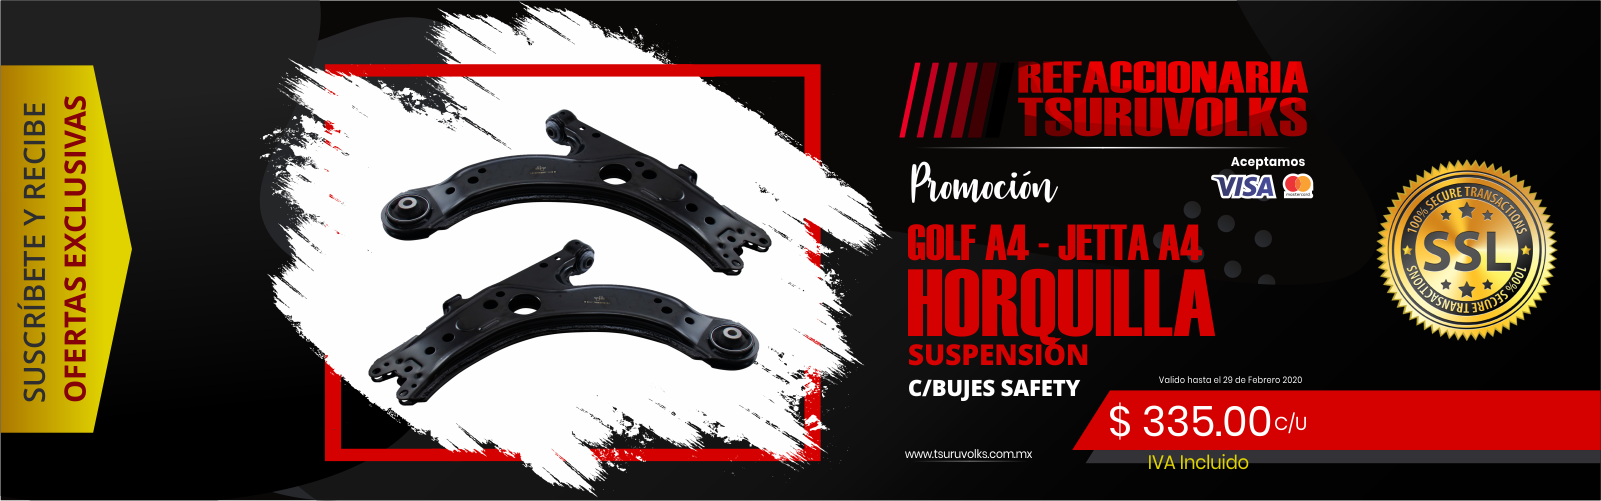 SUSCRÍBETE Y RECIBE
OFERTAS EXCLUSIVAS
REFACCIONARIA
TSURUVOLKS
Aceptamos
VISA
mastercard
Promoción
GOLF A4 - JETTA A4
HORQUILLA
SUSPENSIÓN
C/BUJES SAFETY
Valido hasta el 29 de Febrero 2020
$ 335.00 C/U
IVA Incluido
www.tsuruvolks.com.mx
100% SECURE TRANSACTIONS
SSL
100% SECURE TRANSACTIONS